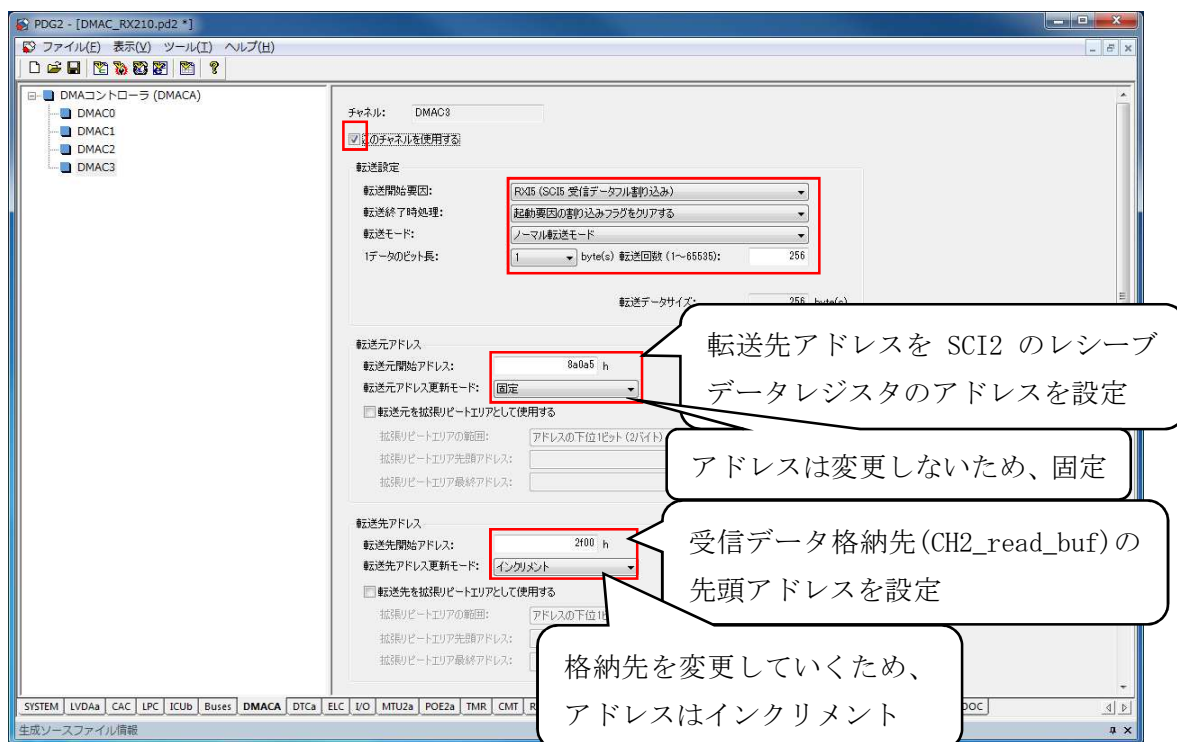 PDG2 - [DMAC_RX210.pd2 *]
ファイル(F) 表示(V) ツール(T) ヘルプ(H)
DMAコントローラ (DMACA)
DMAC0
DMAC1
DMAC2
DMAC3
チャネル: DMAC3
このチャネルを使用する
転送設定
転送開始要因: RXI5 (SCI5 受信データフル割り込み)
転送終了時処理: 起動要因の割り込みフラグをクリアする
転送モード: ノーマル転送モード
1データのビット長: 1 byte(s) 転送回数 (1～65535): 256
転送データサイズ: 256 byte(s)
転送元アドレス
転送元開始アドレス: 8a0a5 h
転送元アドレス更新モード: 固定
転送元を拡張リピートエリアとして使用する
拡張リピートエリアの範囲: アドレスの下位1ビット (2バイト)
拡張リピートエリア先頭アドレス:
拡張リピートエリア最終アドレス:
転送先アドレスを SCI2 のレシーブ
データレジスタのアドレスを設定
アドレスは変更しないため、固定
転送先アドレス
転送先開始アドレス: 2f00 h
転送先アドレス更新モード: インクリメント
転送先を拡張リピートエリアとして使用する
拡張リピートエリアの範囲: アドレスの下位1
拡張リピートエリア先頭アドレス:
拡張リピートエリア最終アドレス:
受信データ格納先(CH2_read_buf)の
先頭アドレスを設定
格納先を変更していくため、
アドレスはインクリメント
SYSTEM LVDAa CAC LPC ICUb Buses DMACA DTCa ELC I/O MTU2a POE2a TMR CMT R DOC
生成ソースファイル情報